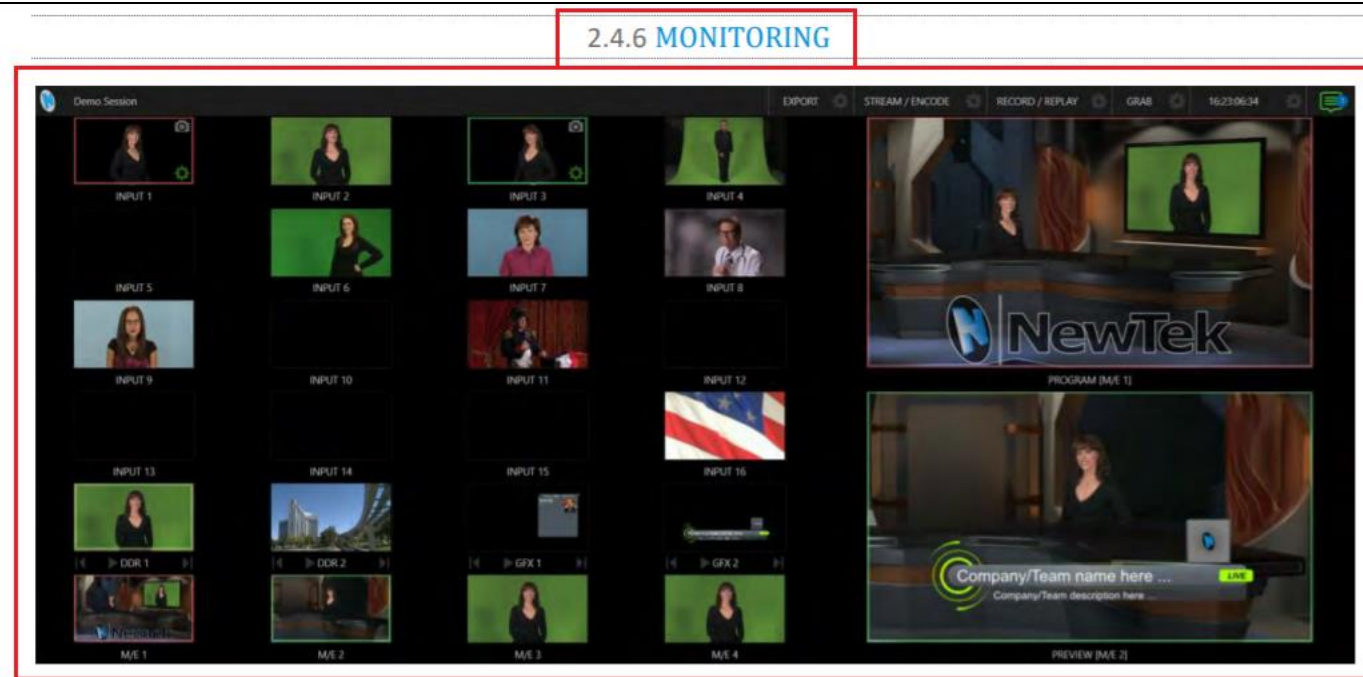 2.4.6 MONITORING
Demo Session EXPORT STREAM / ENCODE RECORD / REPLAY GRAB 16:23:06:34
INPUT 1 INPUT 2 INPUT 3 INPUT 4
INPUT 5 INPUT 6 INPUT 7 INPUT 8
NewTek
INPUT 9 INPUT 10 INPUT 11 INPUT 12
PROGRAM [M/E 1]
INPUT 13 INPUT 14 INPUT 15 INPUT 16
DDR 1 DDR 2 GFX 1 GFX 2
Company/Team name here ... LIVE
Company/Team description here ...
NewTek
M/E 1 M/E 2 M/E 3 M/E 4
PREVIEW [M/E 2]